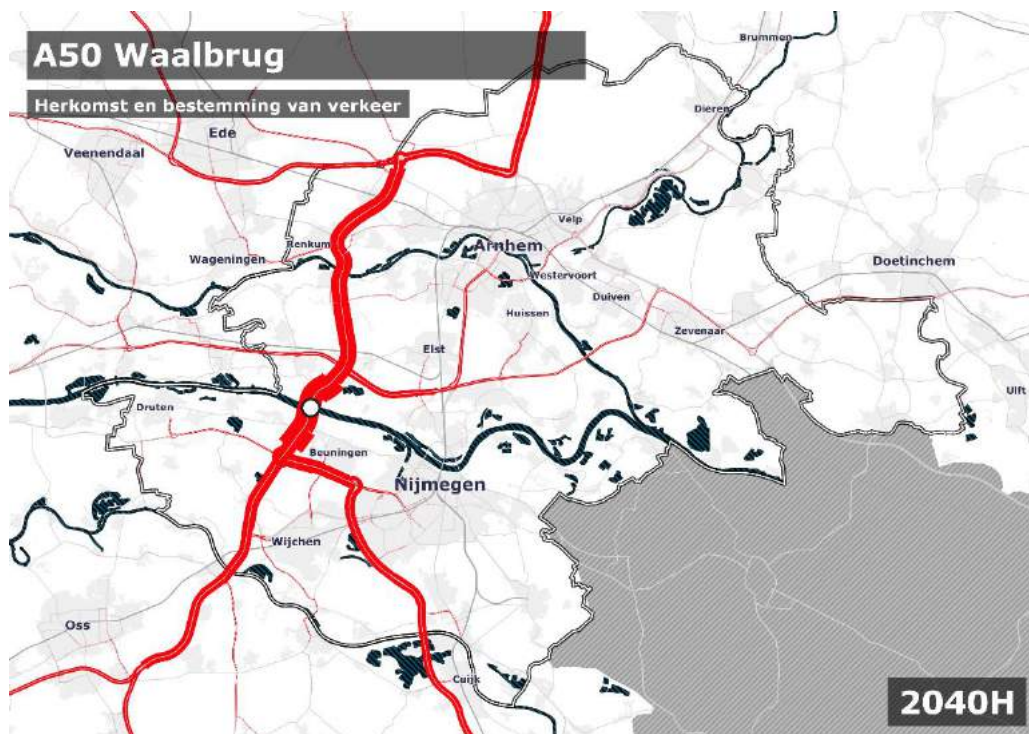 A50 Waalbrug
Herkomst en bestemming van verkeer
Brummen
Dieren
Ede
Veenendaal
Velp
Renkum
Arnhem
Wageningen
Westervoort
Doetinchem
Duiven
Huissen
Zevenaar
Elst
Ulft
Druten
Beuningen
Nijmegen
Wijchen
Oss
Cuijk
2040H